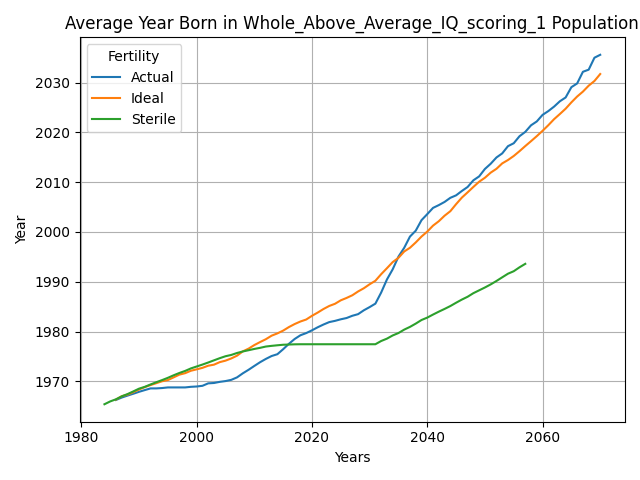 Average Year Born in Whole_Above_Average_IQ_scoring_1 Population
Fertility
Actual
Ideal
Sterile
Year
2030
2020
2010
2000
1990
1980
1970
1980
2000
2020
2040
2060
Years